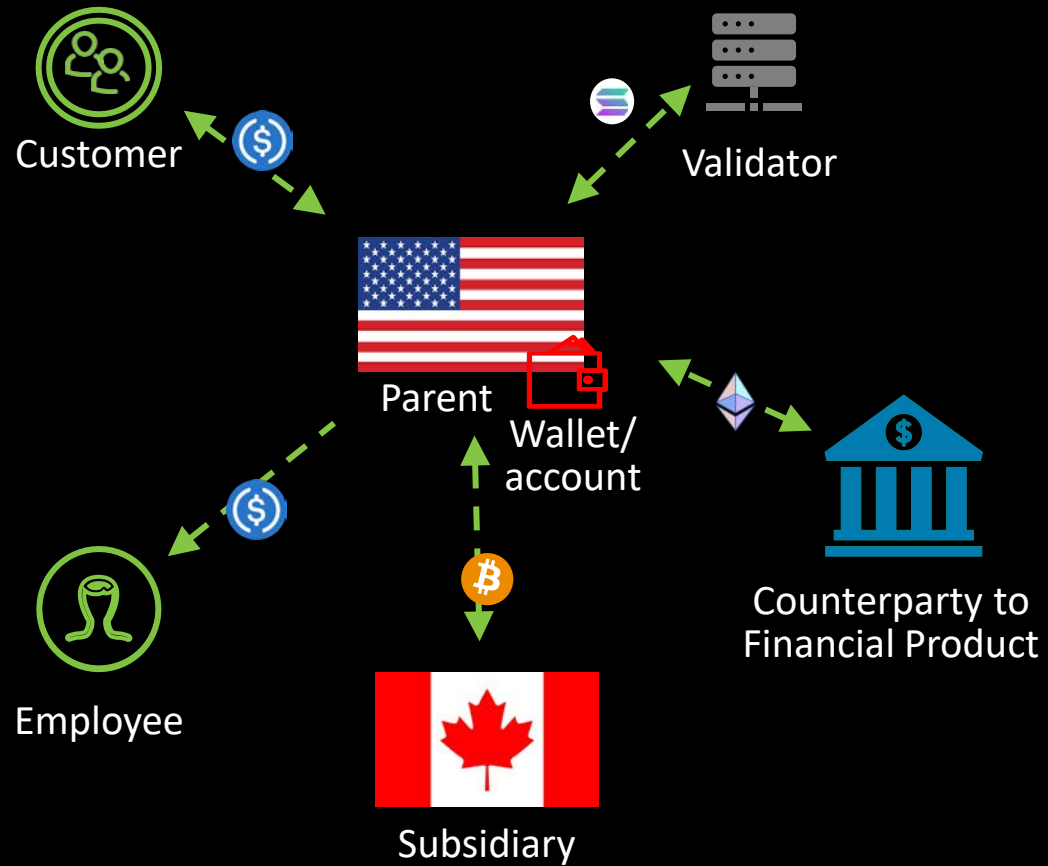 Customer
Validator
Parent
Wallet/
account
Counterparty to
Financial Product
Employee
Subsidiary